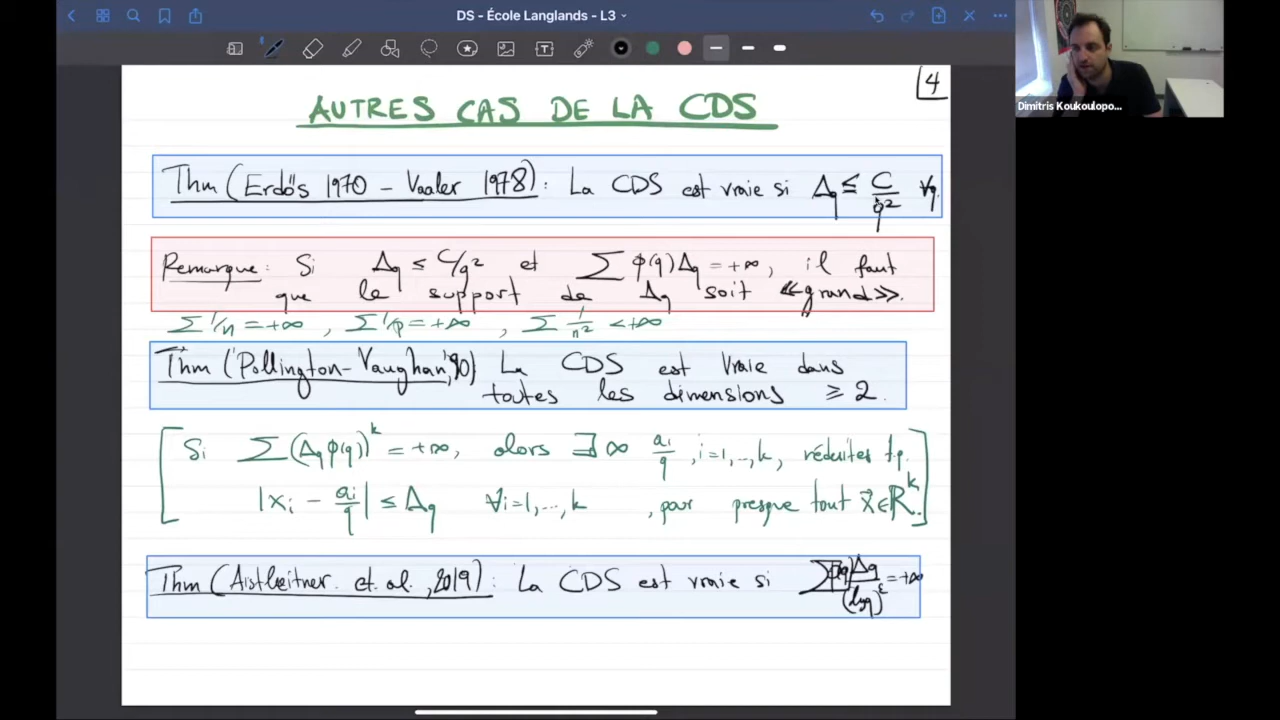 DS - École Langlands - L3
4
AUTRES CAS DE LA CDS
Thm (Erdős 1970 – Vaaler 1978): La CDS est vraie si Δq ≤ C/q² ∀q.
Remarque: Si Δq ≤ C/q² et ∑ φ(q)Δq = +∞, il faut
que le support de Δq soit «grand».
∑ 1/n = +∞, ∑ 1/p = +∞, ∑ 1/n² < +∞
Thm (Pollington-Vaughan, '90) La CDS est vraie dans
toutes les dimensions ≥ 2.
Si ∑ (Δq φ(q))^k = +∞, alors ∃ ∞ ai/q, i=1,...,k, réduites t.p.
|xi − ai/q| ≤ Δq ∀i=1,...,k, pour presque tout x⃗∈ℝ^k.
Thm (Aistleitner et. al., 2019): La CDS est vraie si ∑ φ(q)Δq/(log q)^ε = +∞
Dimitris Koukoulopo...